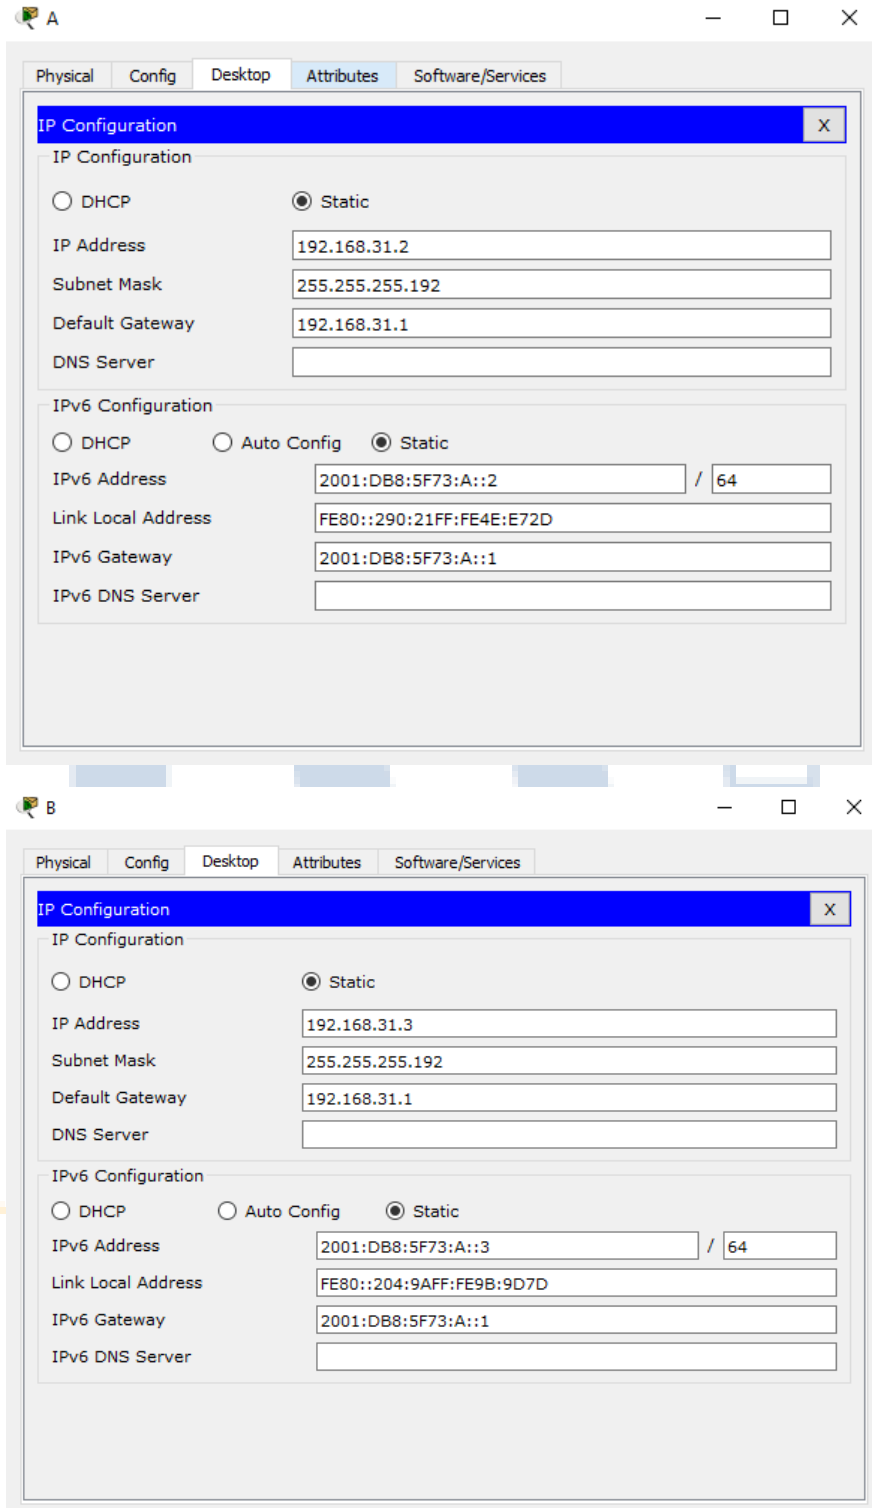 A
Physical Config Desktop Attributes Software/Services
IP Configuration X
IP Configuration
DHCP Static
IP Address 192.168.31.2
Subnet Mask 255.255.255.192
Default Gateway 192.168.31.1
DNS Server
IPv6 Configuration
DHCP Auto Config Static
IPv6 Address 2001:DB8:5F73:A::2 / 64
Link Local Address FE80::290:21FF:FE4E:E72D
IPv6 Gateway 2001:DB8:5F73:A::1
IPv6 DNS Server
B
Physical Config Desktop Attributes Software/Services
IP Configuration X
IP Configuration
DHCP Static
IP Address 192.168.31.3
Subnet Mask 255.255.255.192
Default Gateway 192.168.31.1
DNS Server
IPv6 Configuration
DHCP Auto Config Static
IPv6 Address 2001:DB8:5F73:A::3 / 64
Link Local Address FE80::204:9AFF:FE9B:9D7D
IPv6 Gateway 2001:DB8:5F73:A::1
IPv6 DNS Server